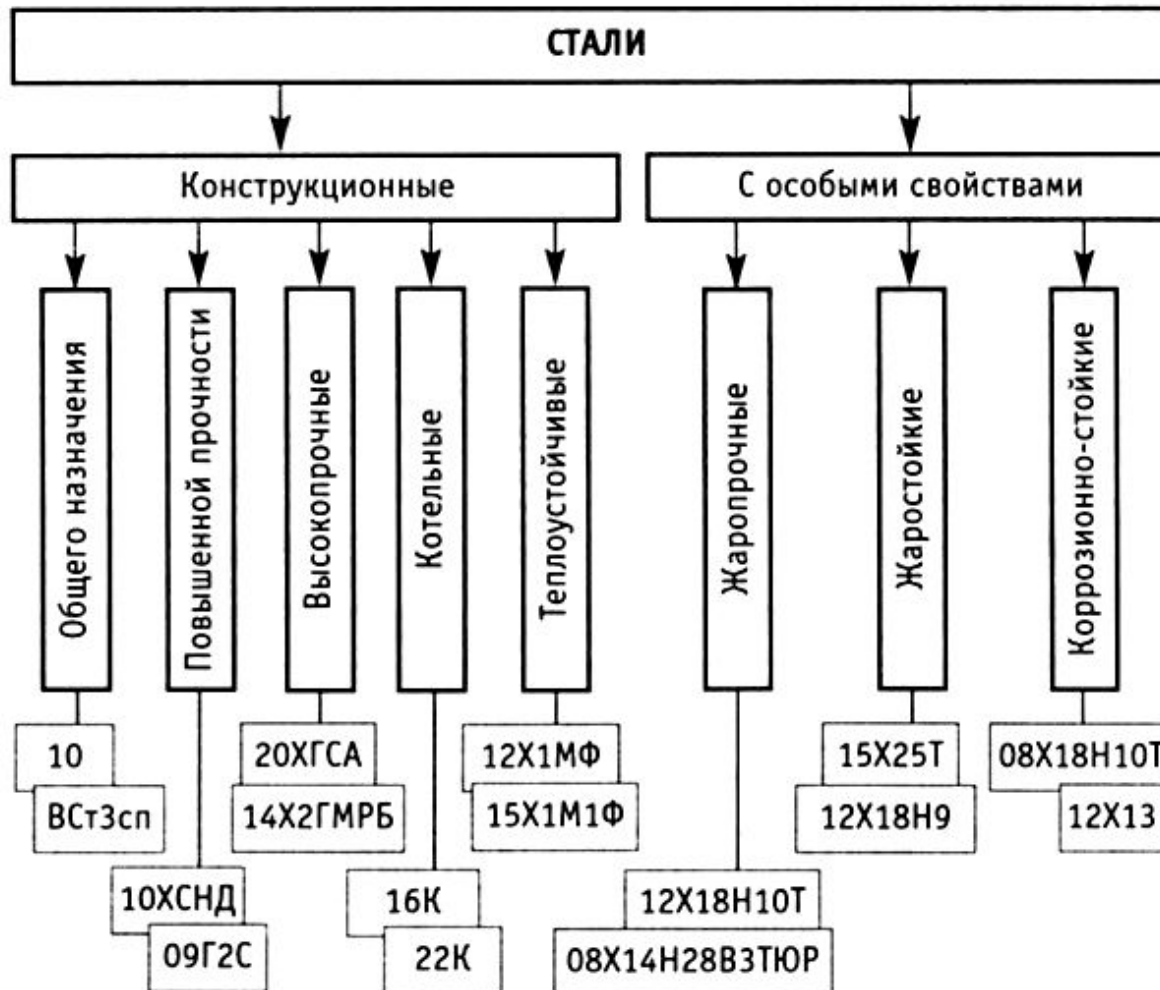 СТАЛИ
Конструкционные
С особыми свойствами
Общего назначения
Повышенной прочности
Высокопрочные
Котельные
Теплоустойчивые
Жаропрочные
Жаростойкие
Коррозионно-стойкие
10
ВСт3сп
10ХСНД
09Г2С
20ХГСА
14Х2ГМРБ
16К
22К
12Х1МФ
15Х1М1Ф
12Х18Н10Т
08Х14Н28В3ТЮР
15Х25Т
12Х18Н9
08Х18Н10Т
12Х13